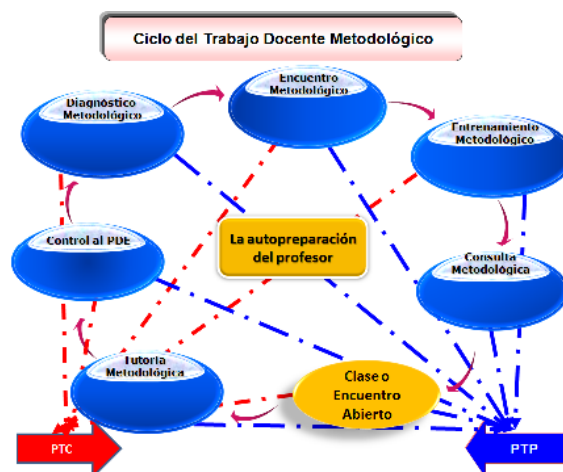 Ciclo del Trabajo Docente Metodológico
Encuentro
Metodológico
Diagnóstico
Metodológico
Entrenamiento
Metodológico
Control al PDE
La autopreparación
del profesor
Consulta
Metodológica
Tutoría
Metodológica
Clase o
Encuentro
Abierto
PTC
PTP